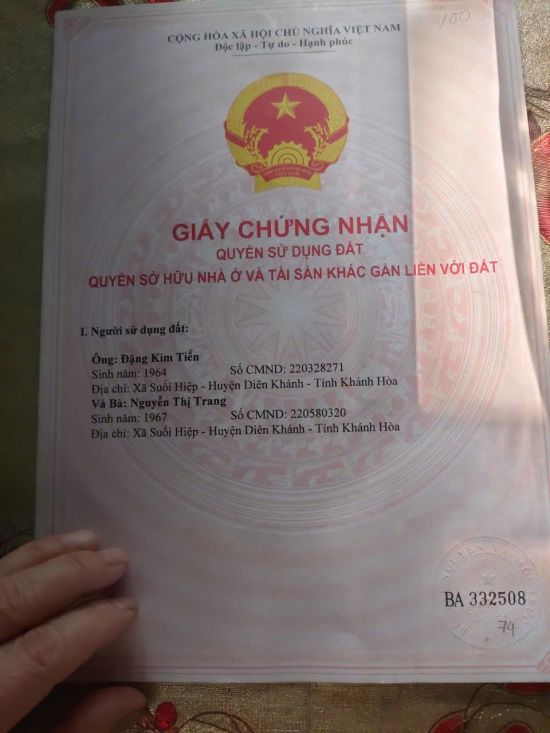 100
CỘNG HÒA XÃ HỘI CHỦ NGHĨA VIỆT NAM
Độc lập - Tự do - Hạnh phúc
VIỆT NAM
GIẤY CHỨNG NHẬN
QUYỀN SỬ DỤNG ĐẤT
QUYỀN SỞ HỮU NHÀ Ở VÀ TÀI SẢN KHÁC GẮN LIỀN VỚI ĐẤT
I. Người sử dụng đất:
Ông: Đặng Kim Tiến
Sinh năm: 1964 Số CMND: 220328271
Địa chỉ: Xã Suối Hiệp - Huyện Diên Khánh - Tỉnh Khánh Hòa
Và Bà: Nguyễn Thị Trang
Sinh năm: 1967 Số CMND: 220580320
Địa chỉ: Xã Suối Hiệp - Huyện Diên Khánh - Tỉnh Khánh Hòa
BA 332508
74